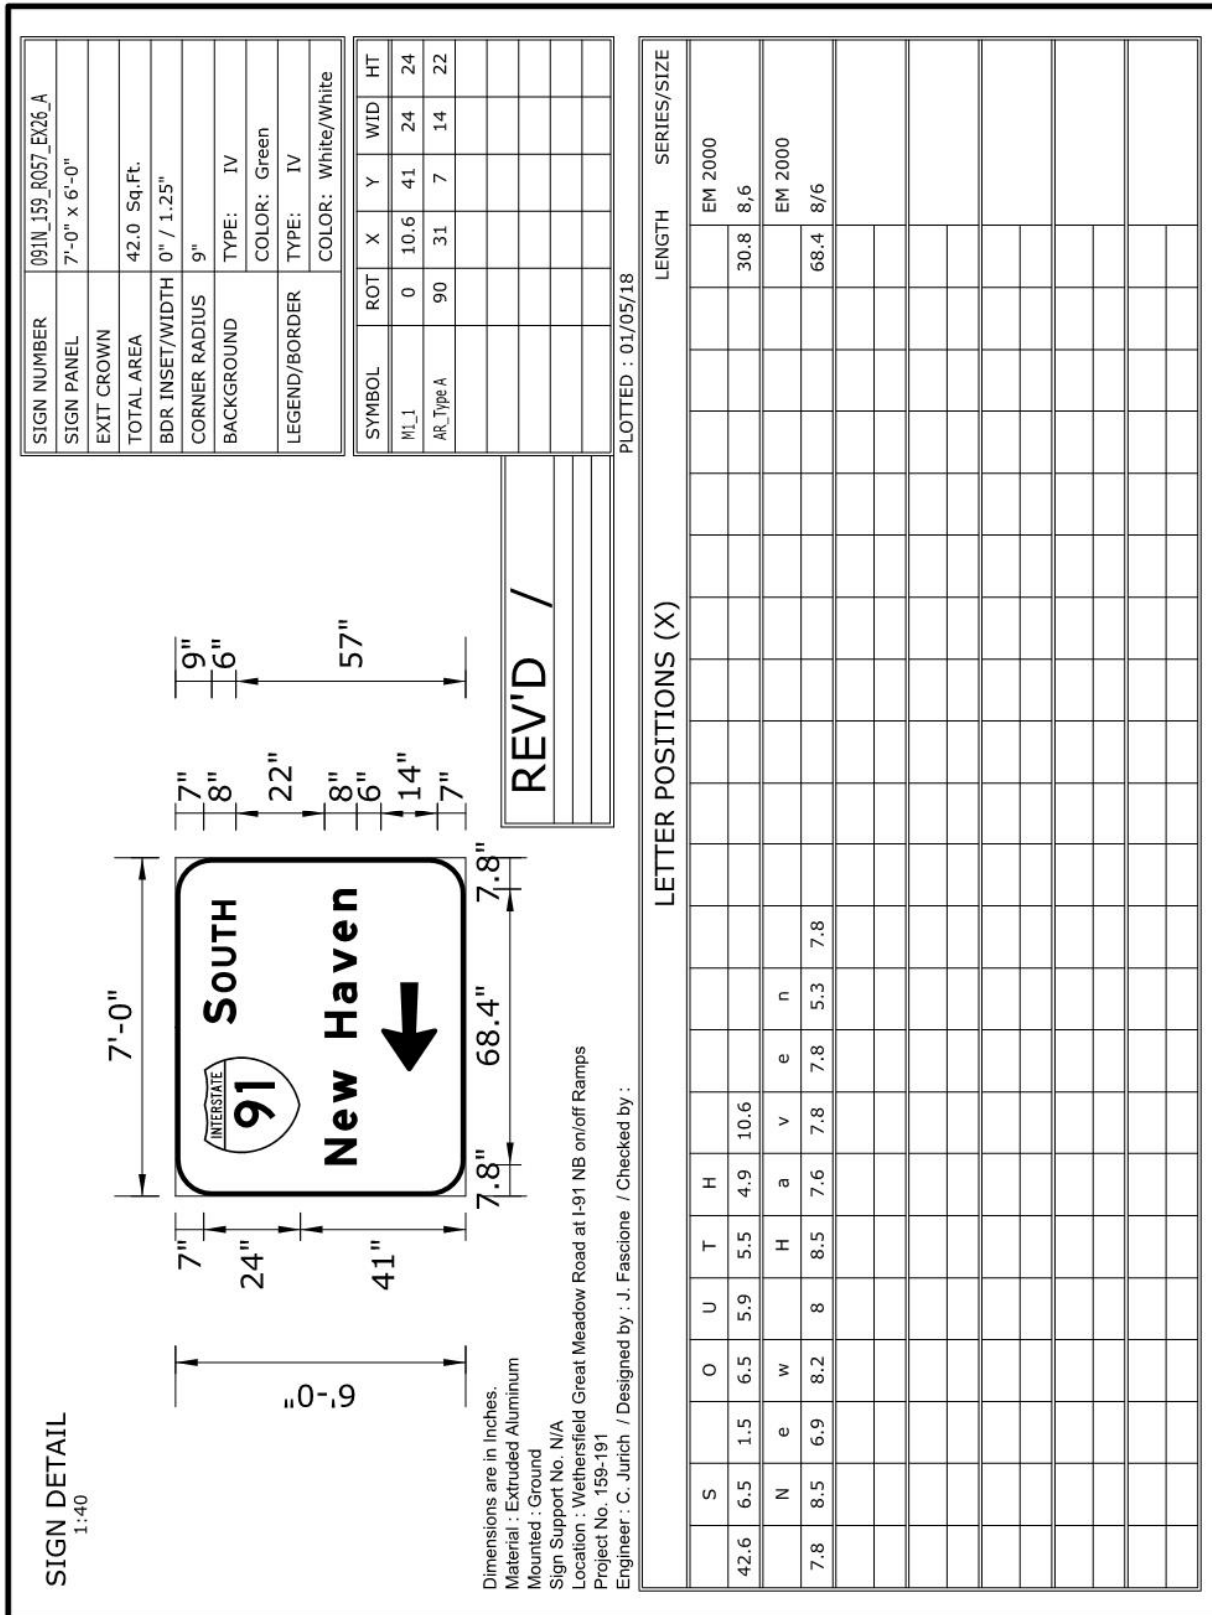 SIGN DETAIL
1:40
7'-0"
6'-0"
7"
24"
41"
INTERSTATE
91
SOUTH
New Haven
7"
8"
22"
8"
6"
14"
7"
9"
6"
57"
7.8" 68.4" 7.8"
SIGN NUMBER 091N_159_R057_EX26_A
SIGN PANEL 7'-0" x 6'-0"
EXIT CROWN
TOTAL AREA 42.0 Sq.Ft.
BDR INSET/WIDTH 0" / 1.25"
CORNER RADIUS 9"
BACKGROUND TYPE: IV
COLOR: Green
LEGEND/BORDER TYPE: IV
COLOR: White/White
SYMBOL ROT X Y WID HT
M1_1 0 10.6 41 24 24
AR_Type A 90 31 7 14 22
REV'D /
PLOTTED : 01/05/18
Dimensions are in Inches.
Material : Extruded Aluminum
Mounted : Ground
Sign Support No. N/A
Location : Wethersfield Great Meadow Road at I-91 NB on/off Ramps
Project No. 159-191
Engineer : C. Jurich / Designed by : J. Fascione / Checked by :
LETTER POSITIONS (X) LENGTH SERIES/SIZE
S O U T H EM 2000
42.6 6.5 1.5 6.5 5.9 5.5 4.9 10.6 30.8 8,6
N e w H a v e n EM 2000
7.8 8.5 6.9 8.2 8 8.5 7.6 7.8 7.8 5.3 7.8 68.4 8/6